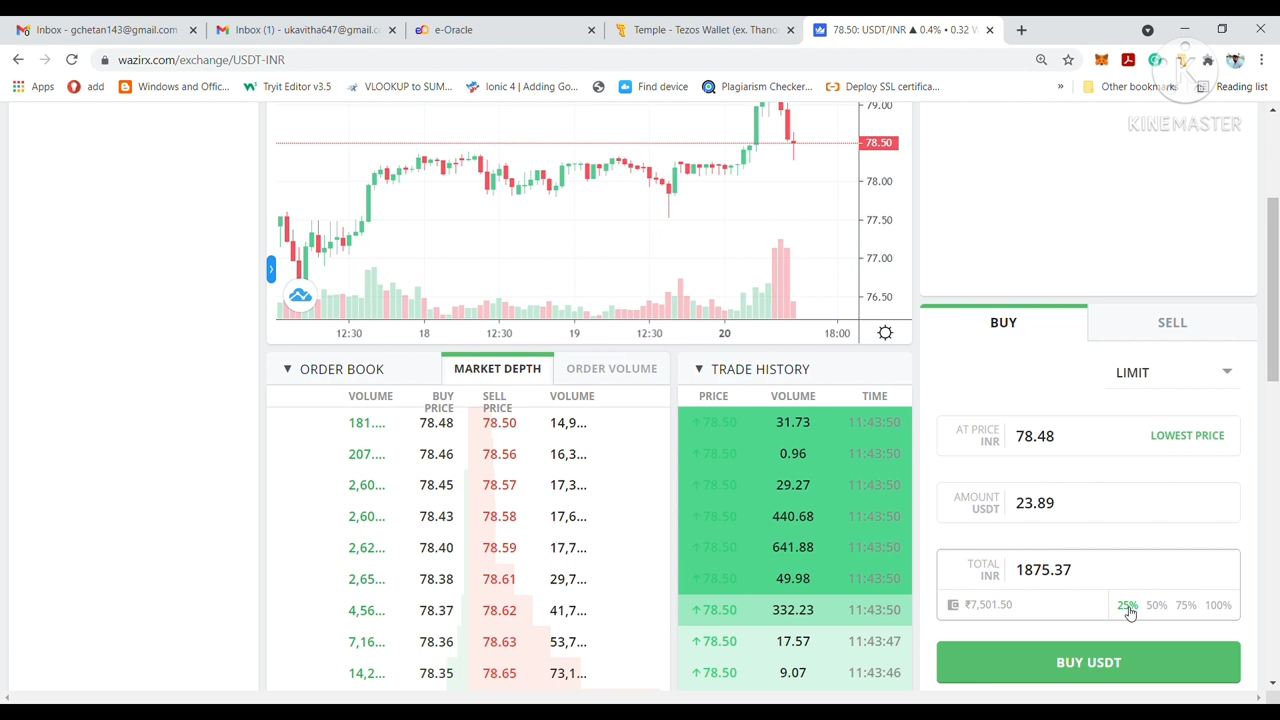 Inbox - gchetan143@gmail.com
Inbox (1) - ukavitha647@gmail.c
e-Oracle
Temple - Tezos Wallet (ex. Thano
78.50: USDT/INR ▲ 0.4% • 0.32 W
wazirx.com/exchange/USDT-INR
Apps
add
Windows and Offic...
Tryit Editor v3.5
VLOOKUP to SUM...
Ionic 4 | Adding Go...
Find device
Plagiarism Checker...
Deploy SSL certifica...
»
Other bookmarks
Reading list
KINEMASTER
79.00
78.50
78.00
77.50
77.00
76.50
12:30 18 12:30 19 12:30 20 18:00
BUY
SELL
LIMIT
AT PRICE INR 78.48 LOWEST PRICE
AMOUNT USDT 23.89
TOTAL INR 1875.37
₹7,501.50 25% 50% 75% 100%
BUY USDT
▼ ORDER BOOK MARKET DEPTH ORDER VOLUME
VOLUME BUY PRICE SELL PRICE VOLUME
181.... 78.48 78.50 14,9...
207.... 78.46 78.56 16,3...
2,60... 78.45 78.57 17,3...
2,60... 78.43 78.58 17,6...
2,62... 78.40 78.59 17,7...
2,65... 78.38 78.61 29,7...
4,56... 78.37 78.62 41,7...
7,16... 78.36 78.63 53,7...
14,2... 78.35 78.65 73,1...
▼ TRADE HISTORY
PRICE VOLUME TIME
↑78.50 31.73 11:43:50
↑78.50 0.96 11:43:50
↑78.50 29.27 11:43:50
↑78.50 440.68 11:43:50
↑78.50 641.88 11:43:50
↑78.50 49.98 11:43:50
↑78.50 332.23 11:43:50
↑78.50 17.57 11:43:47
↑78.50 9.07 11:43:46